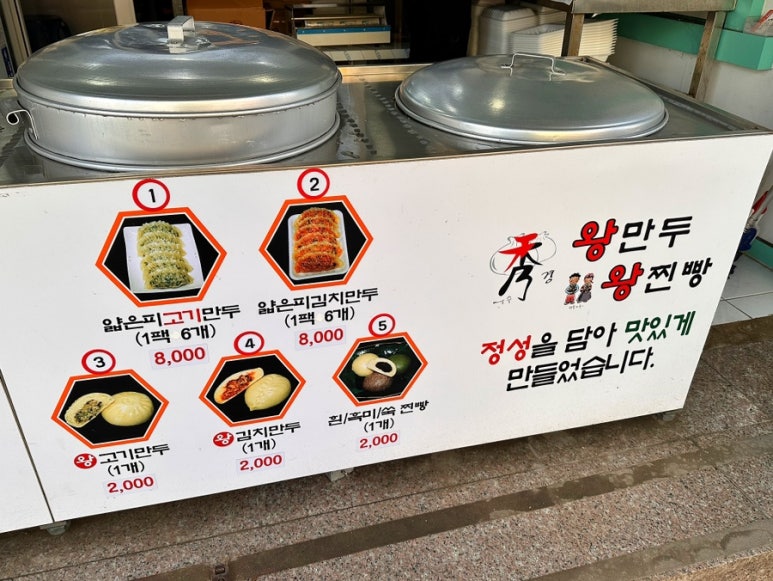 1
얇은피고기만두
(1팩 6개)
8,000
2
얇은피김치만두
(1팩 6개)
8,000
3
왕고기만두
(1개)
2,000
4
왕김치만두
(1개)
2,000
5
흰/흑미/쑥 찐빵
(1개)
2,000
秀
경
왕만두
왕찐빵
정성을 담아 맛있게
만들었습니다.